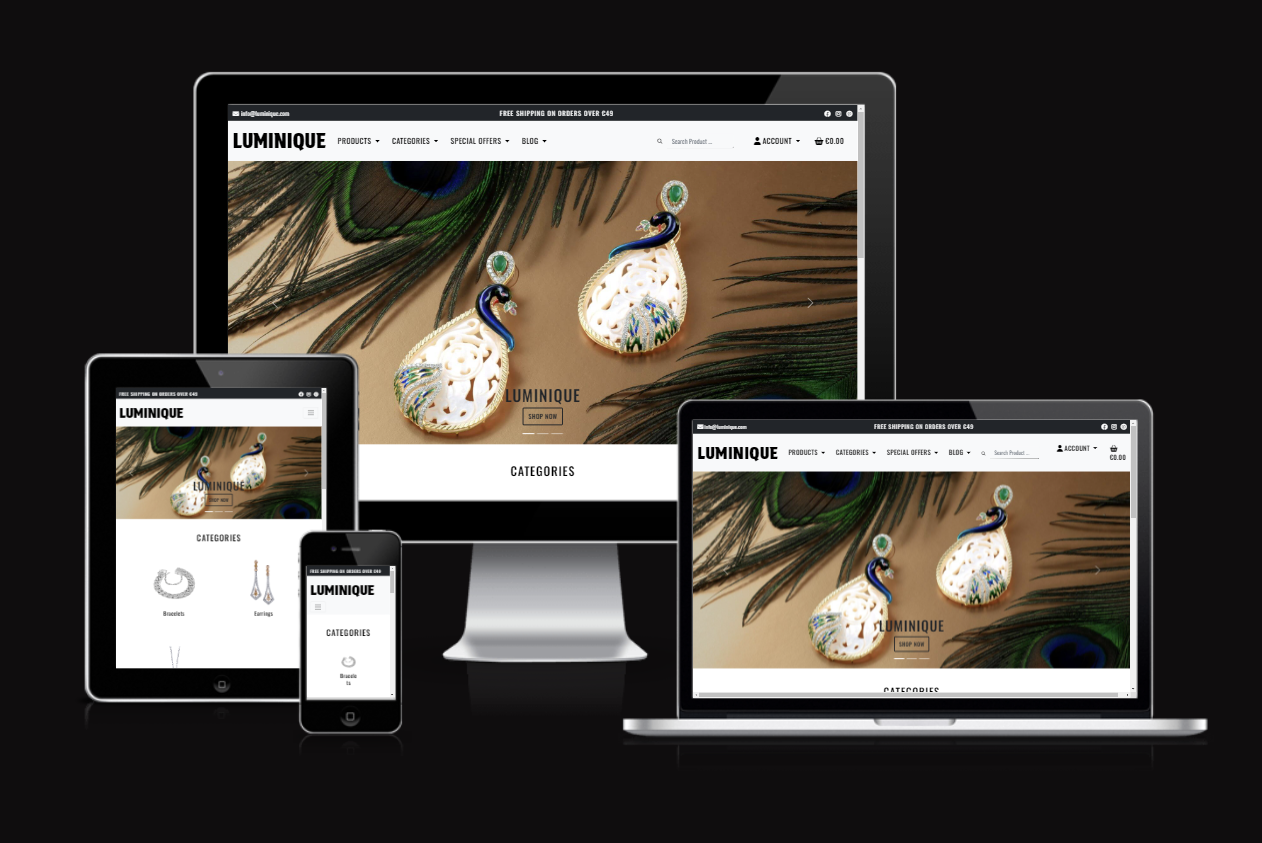 info@luminique.com FREE SHIPPING ON ORDERS OVER €49
LUMINIQUE PRODUCTS CATEGORIES SPECIAL OFFERS BLOG Search Product ... ACCOUNT €0.00
LUMINIQUE
SHOP NOW
CATEGORIES
FREE SHIPPING ON ORDERS OVER €49
LUMINIQUE
LUMINIQUE
SHOP NOW
CATEGORIES
Bracelets Earrings
FREE SHIPPING ON ORDERS OVER €49
LUMINIQUE
CATEGORIES
Bracele
ts
info@luminique.com FREE SHIPPING ON ORDERS OVER €49
LUMINIQUE PRODUCTS CATEGORIES SPECIAL OFFERS BLOG Search Product ... ACCOUNT
€0.00
LUMINIQUE
SHOP NOW
CATEGORIES